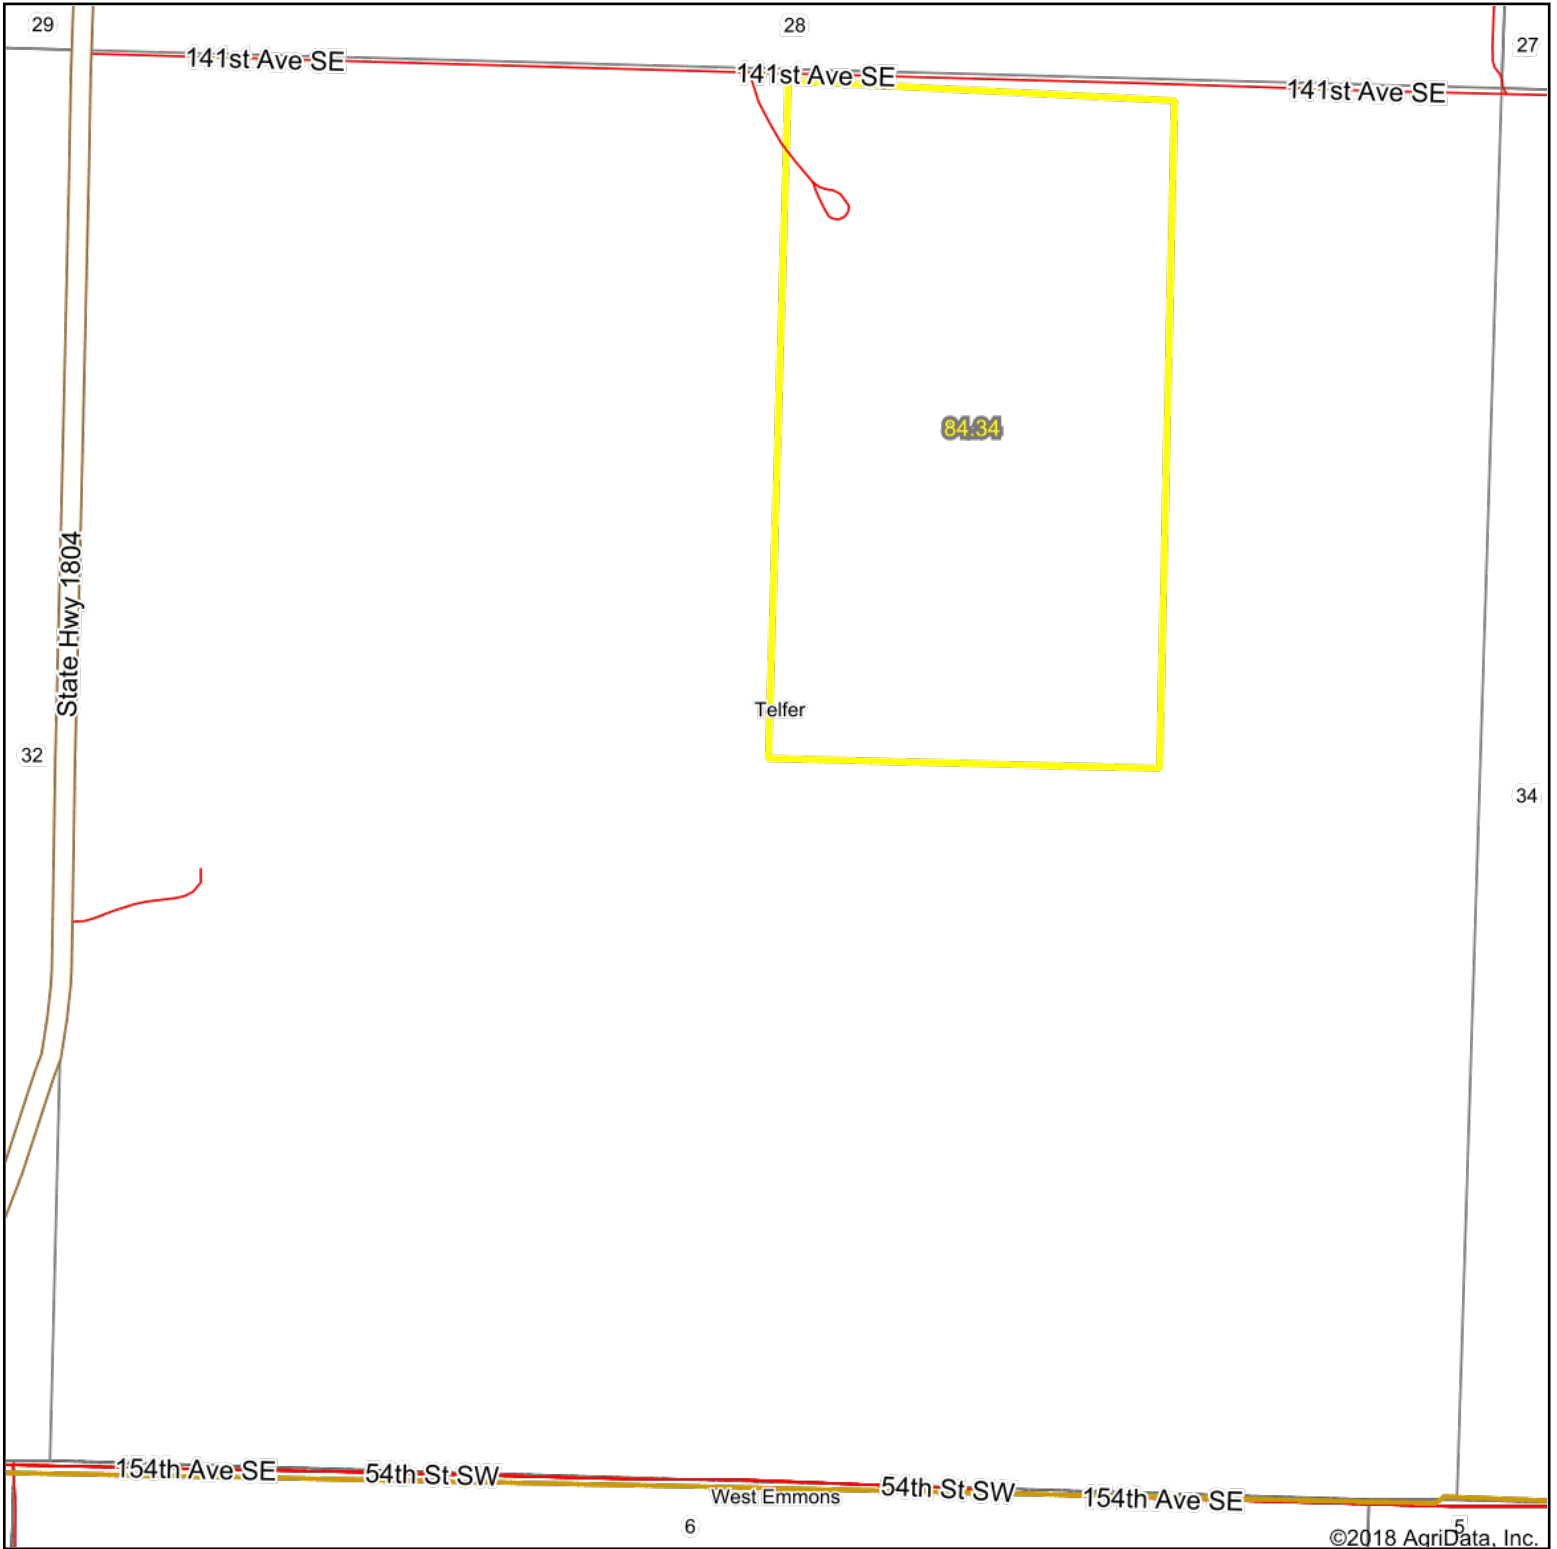 29
28
27
141st Ave SE
141st Ave SE
141st Ave SE
84.34
State Hwy 1804
Telfer
32
34
154th Ave SE
54th St SW
54th St SW
154th Ave SE
West Emmons
6
5
©2018 AgriData, Inc.